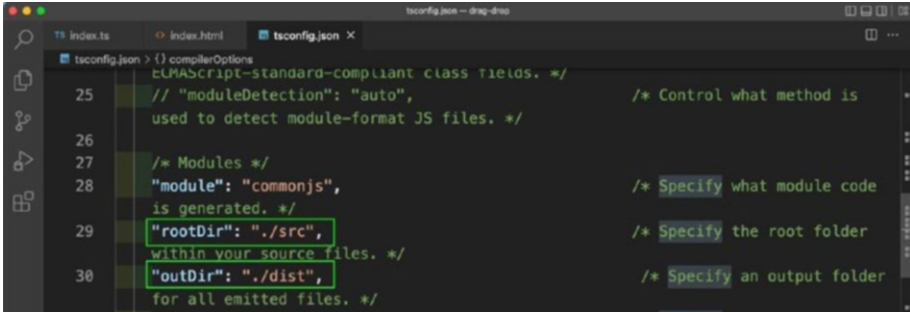 tsconfig.json — drag-drop
TS index.ts <> index.html tsconfig.json ×
tsconfig.json > {} compilerOptions
ECMAScript-standard-compliant class fields. */
25 // "moduleDetection": "auto", /* Control what method is
used to detect module-format JS files. */
26
27 /* Modules */
28 "module": "commonjs", /* Specify what module code
is generated. */
29 "rootDir": "./src", /* Specify the root folder
within your source files. */
30 "outDir": "./dist", /* Specify an output folder
for all emitted files. */